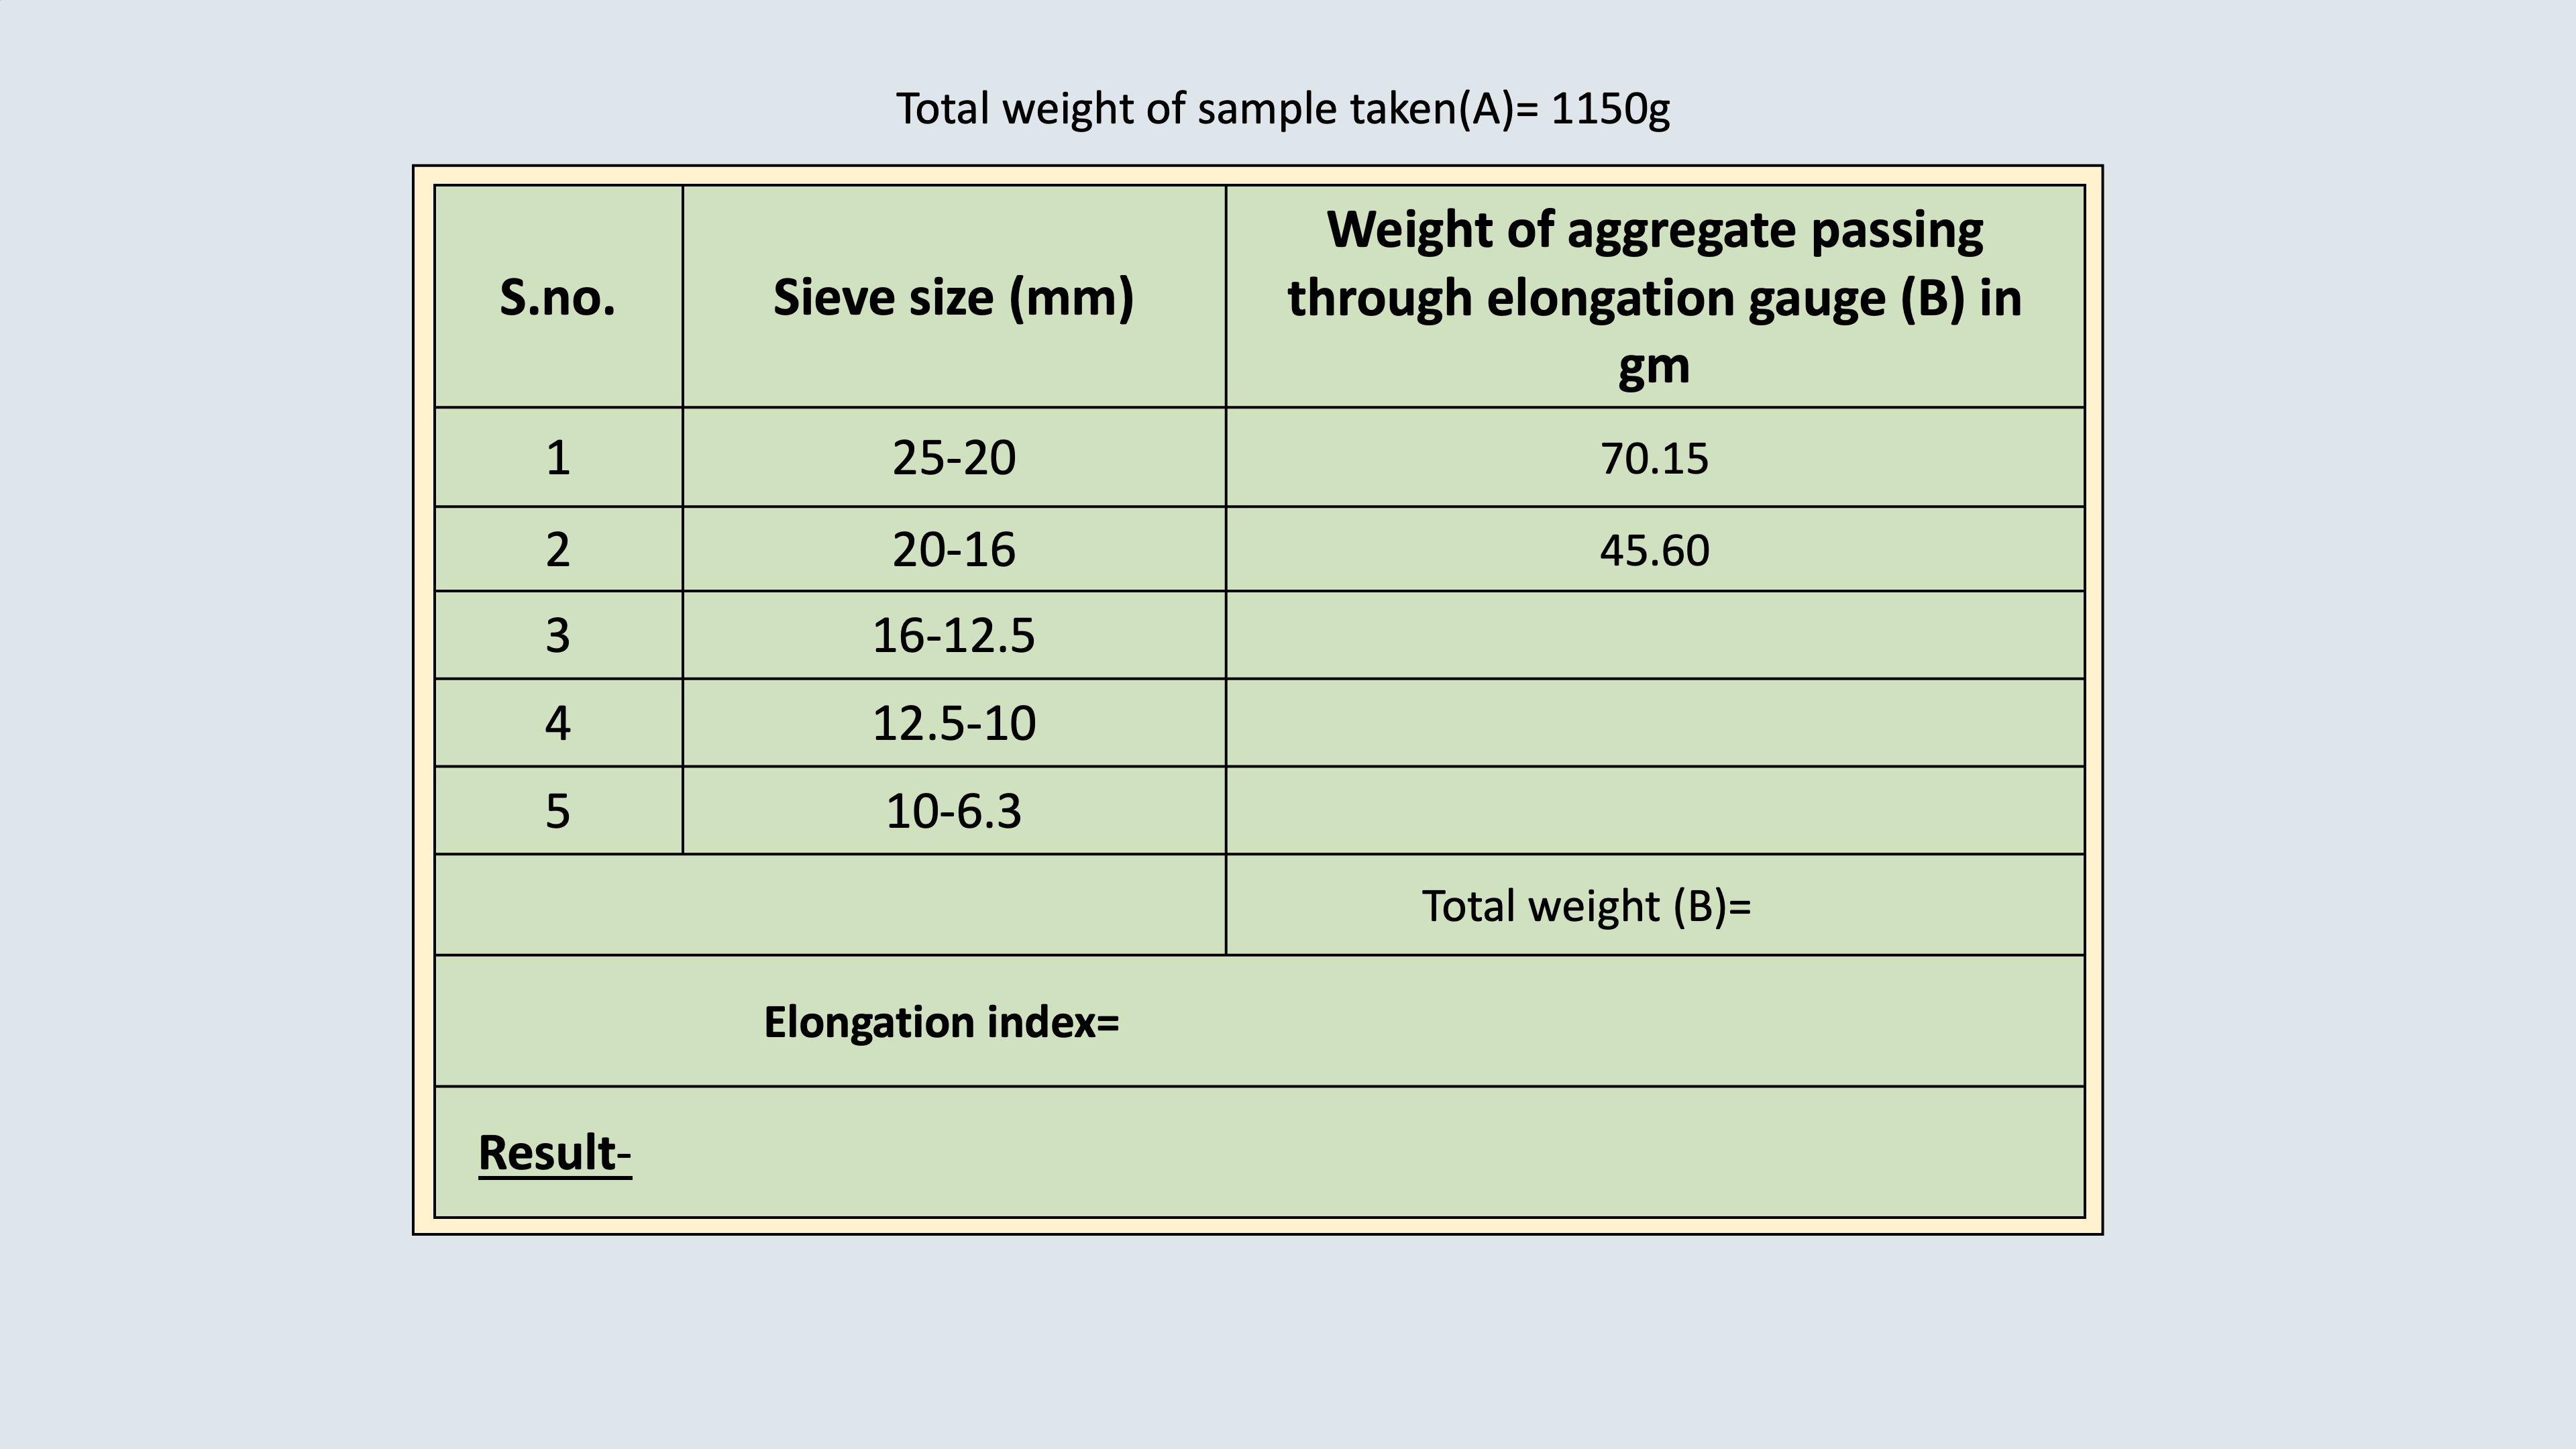 Total weight of sample taken(A)= 1150g
S.no.
Sieve size (mm)
Weight of aggregate passing
through elongation gauge (B) in
gm
1
25-20
70.15
2
20-16
45.60
3
16-12.5
4
12.5-10
5
10-6.3
Total weight (B)=
Elongation index=
Result-